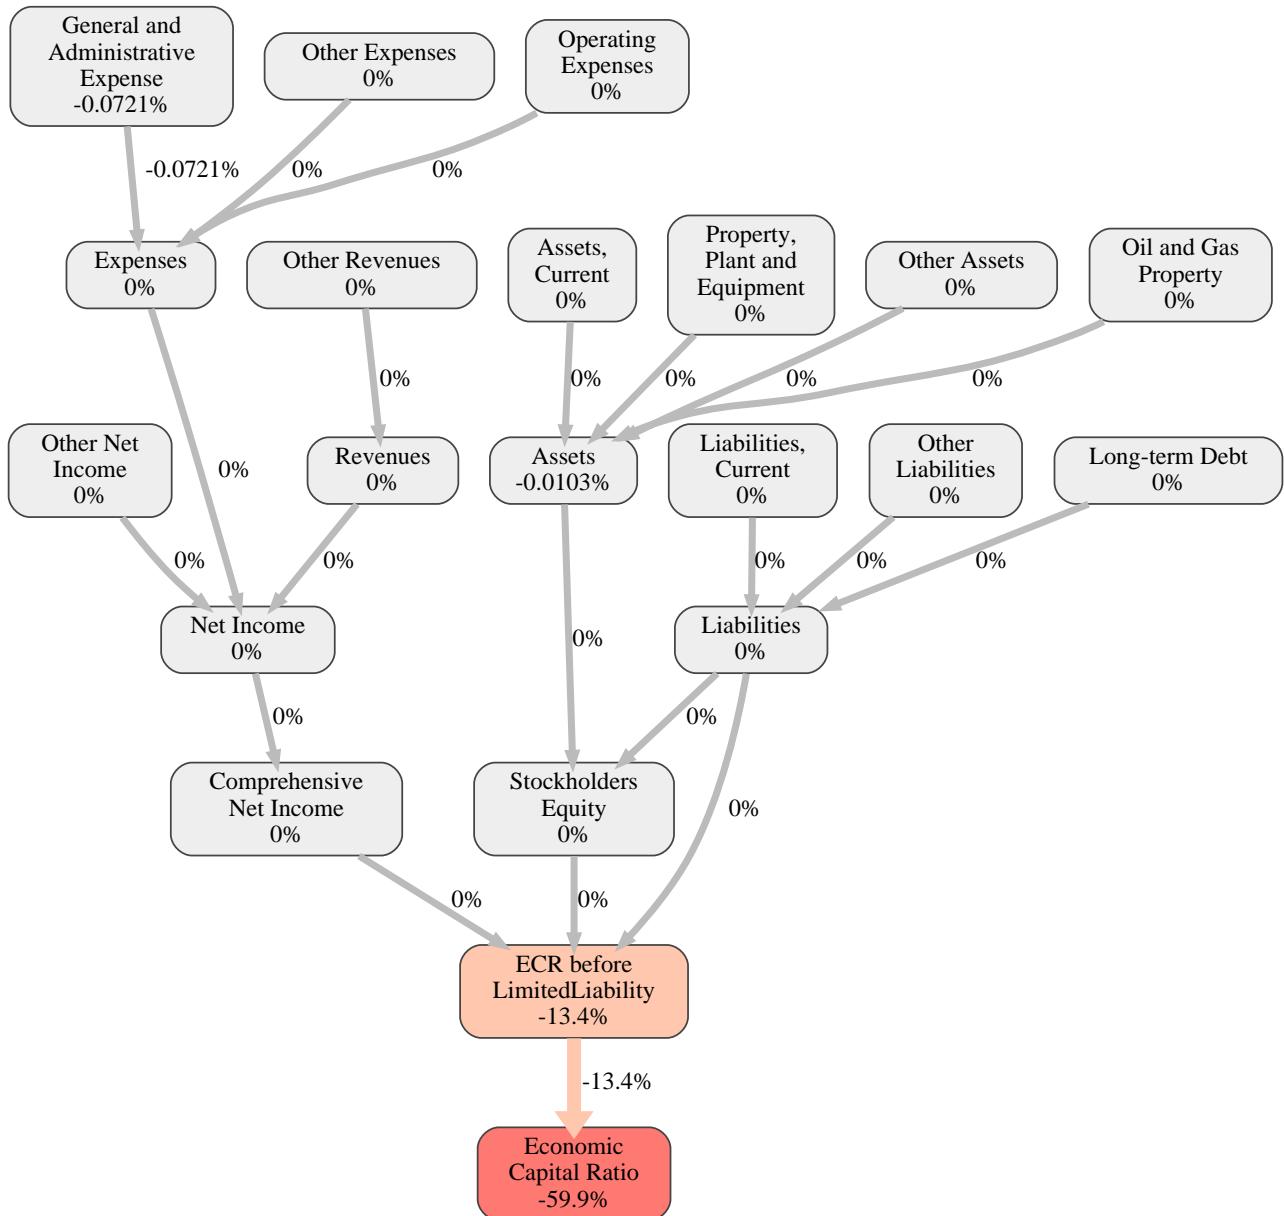 General and
Administrative
Expense
-0.0721%
Other Expenses
0%
Operating
Expenses
0%
-0.0721%
0%
0%
Expenses
0%
Other Revenues
0%
Assets,
Current
0%
Property,
Plant and
Equipment
0%
Other Assets
0%
Oil and Gas
Property
0%
0%
0%
0%
0%
0%
Other Net
Income
0%
0%
Revenues
0%
Assets
-0.0103%
Liabilities,
Current
0%
Other
Liabilities
0%
Long-term Debt
0%
0%
0%
0%
0%
0%
Net Income
0%
0%
Liabilities
0%
0%
0%
Comprehensive
Net Income
0%
Stockholders
Equity
0%
0%
0%
0%
ECR before
LimitedLiability
-13.4%
-13.4%
Economic
Capital Ratio
-59.9%